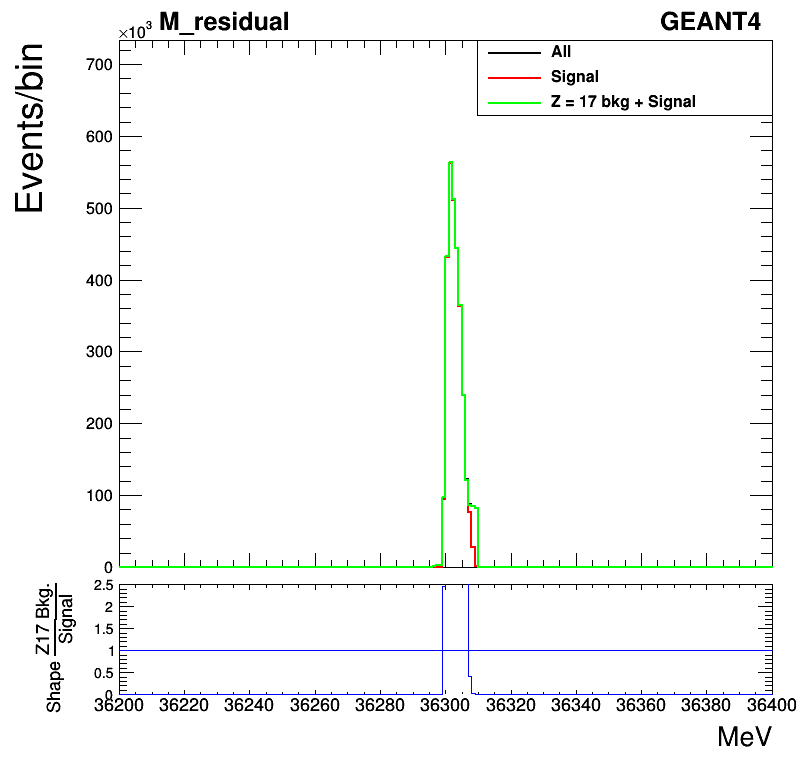 ×10³ M_residual GEANT4
All
Signal
Z = 17 bkg + Signal
Events/bin
700
600
500
400
300
200
100
0
Shape Z17 Bkg. Signal
2.5
2
1.5
1
0.5
0
36200 36220 36240 36260 36280 36300 36320 36340 36360 36380 36400
MeV